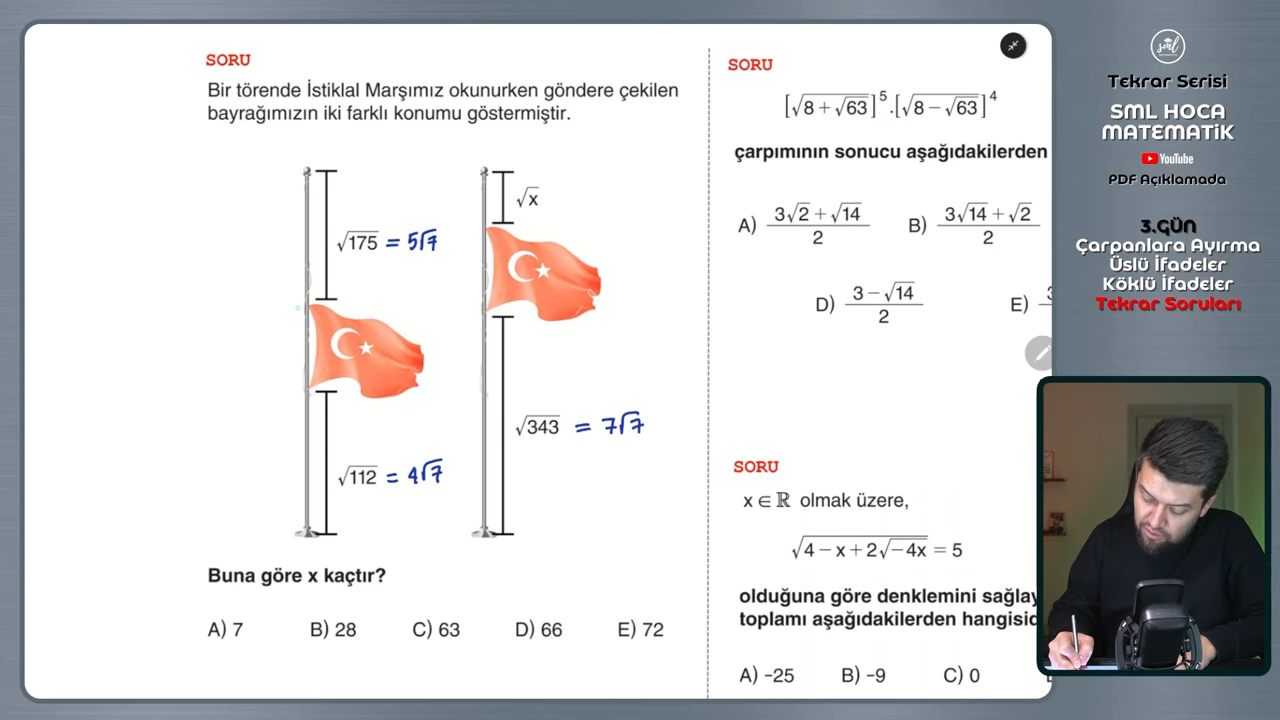 SORU
Bir törende İstiklal Marşımız okunurken göndere çekilen
bayrağımızın iki farklı konumu göstermiştir.
√175 = 5√7
√112 = 4√7
√x
√343 = 7√7
Buna göre x kaçtır?
A) 7 B) 28 C) 63 D) 66 E) 72
SORU
[√(8+√63)]^5 . [√(8−√63)]^4
çarpımının sonucu aşağıdakilerden
A) (3√2+√14)/2 B) (3√14+√2)/2
D) (3−√14)/2 E)
SORU
x ∈ ℝ olmak üzere,
√(4−x+2√(−4x)) = 5
olduğuna göre denklemini sağlay
toplamı aşağıdakilerden hangisid
A) -25 B) -9 C) 0
sml
Tekrar Serisi
SML HOCA
MATEMATİK
YouTube
PDF Açıklamada
3.GÜN
Çarpanlara Ayırma
Üslü İfadeler
Köklü İfadeler
Tekrar Soruları